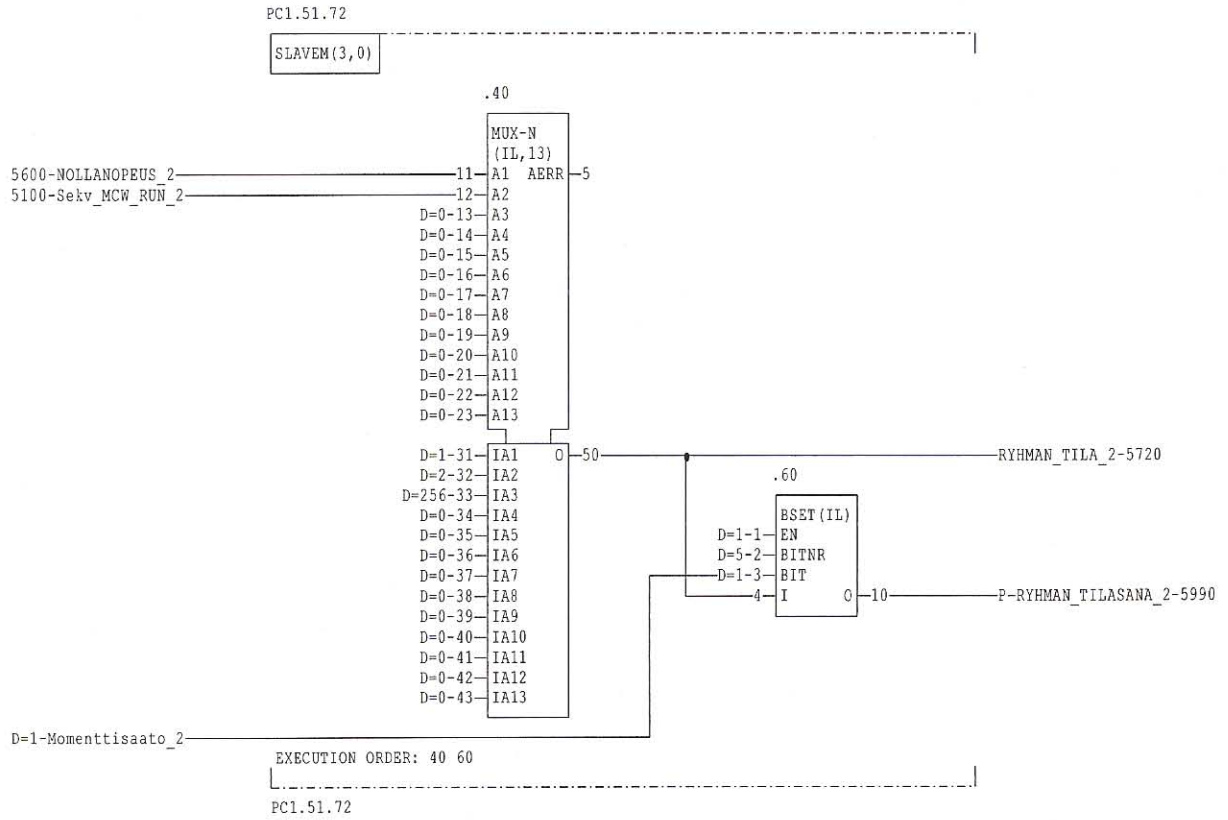 PC1.51.72
SLAVEM(3,0)
.40
MUX-N
(IL,13)
5600-NOLLANOPEUS_2 11 A1 AERR 5
5100-Sekv_MCW_RUN_2 12 A2
D=0-13 A3
D=0-14 A4
D=0-15 A5
D=0-16 A6
D=0-17 A7
D=0-18 A8
D=0-19 A9
D=0-20 A10
D=0-21 A11
D=0-22 A12
D=0-23 A13
D=1-31 IA1 O 50 RYHMAN_TILA_2-5720
D=2-32 IA2
D=256-33 IA3
D=0-34 IA4
D=0-35 IA5
D=0-36 IA6
D=0-37 IA7
D=0-38 IA8
D=0-39 IA9
D=0-40 IA10
D=0-41 IA11
D=0-42 IA12
D=0-43 IA13
.60
BSET(IL)
D=1-1 EN
D=5-2 BITNR
D=1-3 BIT
4 I O 10 P-RYHMAN_TILASANA_2-5990
D=1-Momenttisaato_2
EXECUTION ORDER: 40 60
PC1.51.72